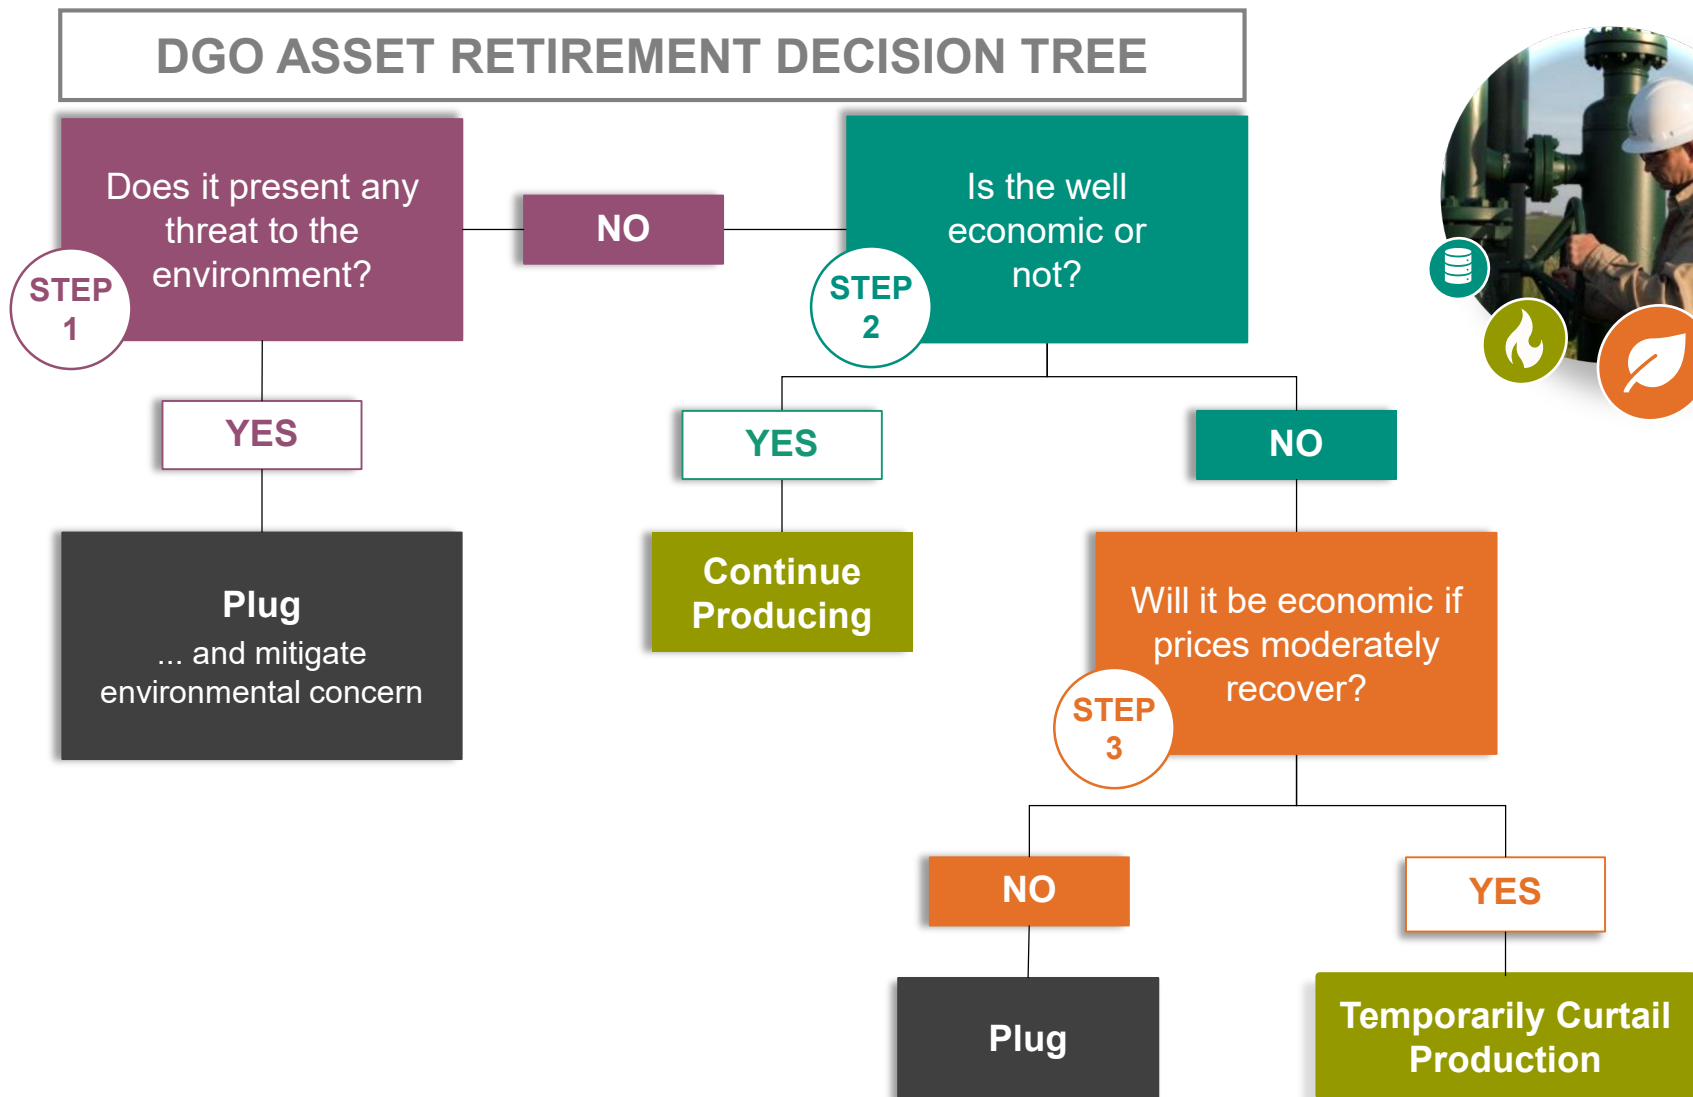 DGO ASSET RETIREMENT DECISION TREE
Does it present any
threat to the
environment?
STEP
1
NO
Is the well
economic or
not?
STEP
2
YES
YES
NO
Plug
... and mitigate
environmental concern
Continue
Producing
Will it be economic if
prices moderately
recover?
STEP
3
NO
YES
Plug
Temporarily Curtail
Production